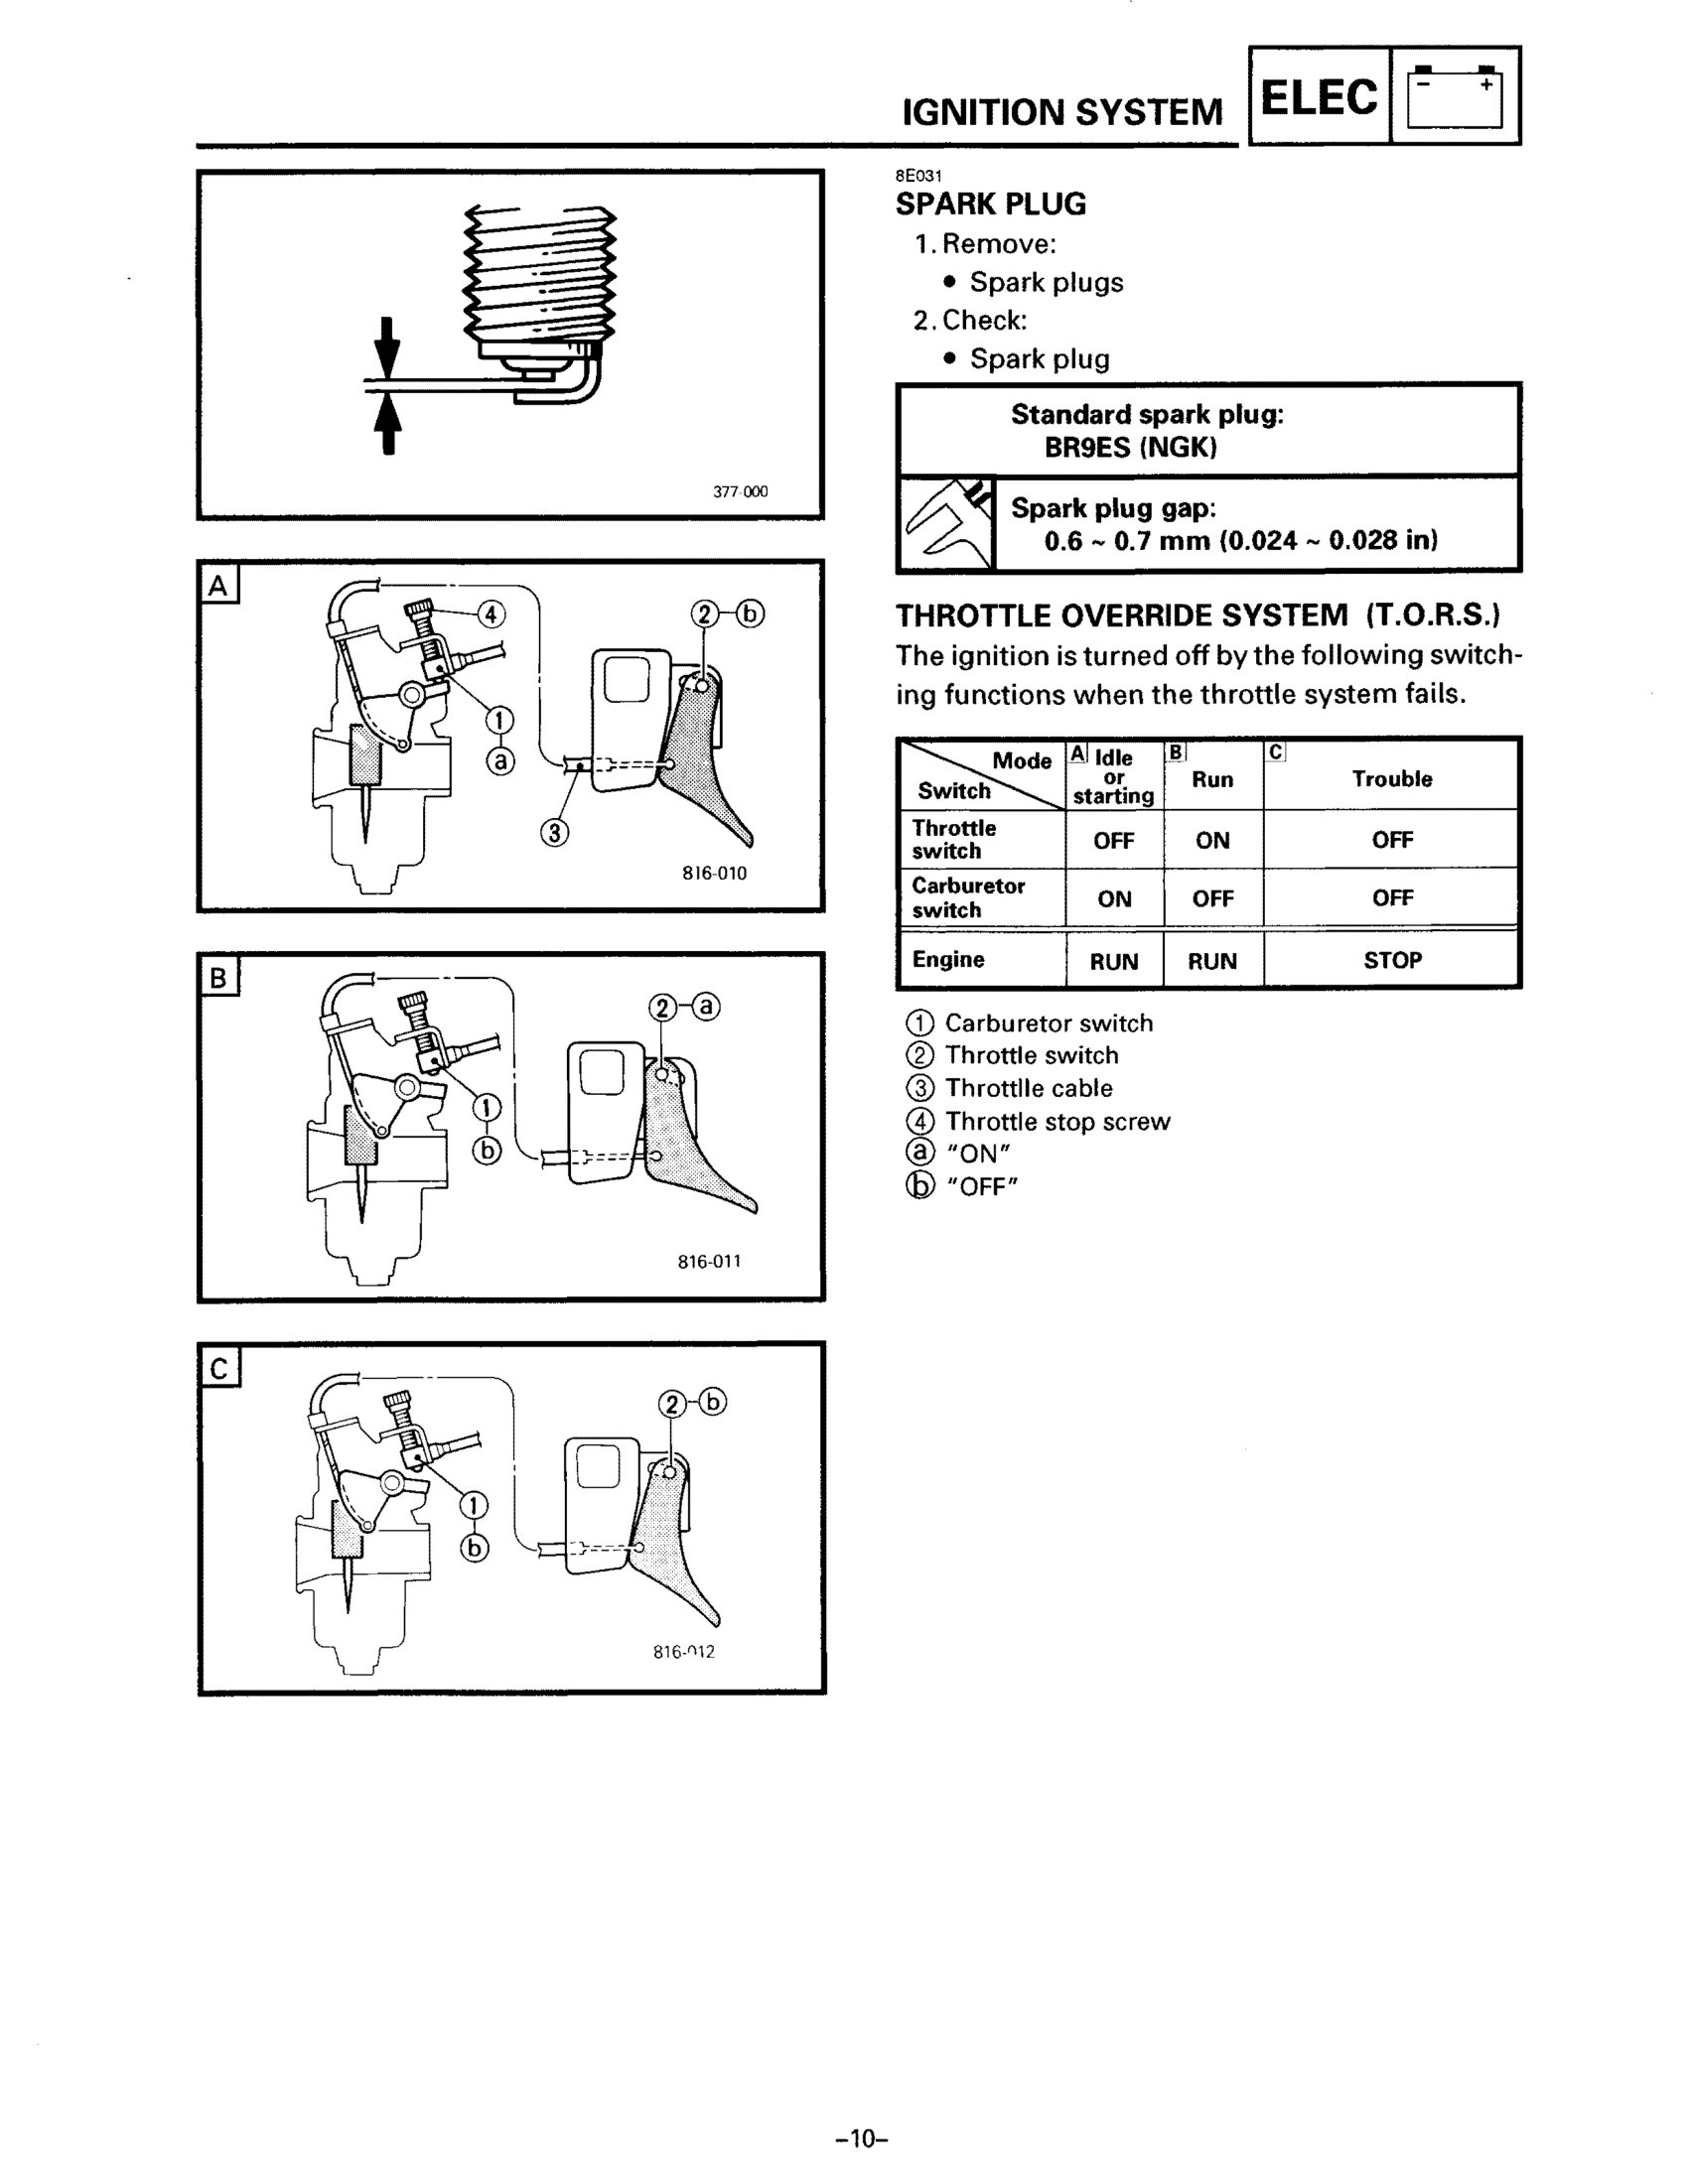 IGNITION SYSTEM
ELEC
- +
377-000
A
④
②-ⓑ
①
ⓐ
③
816-010
B
②-ⓐ
①
ⓑ
816-011
C
②-ⓑ
①
ⓑ
816-012
8E031
SPARK PLUG
1. Remove:
• Spark plugs
2. Check:
• Spark plug
Standard spark plug:
BR9ES (NGK)
Spark plug gap:
0.6 ~ 0.7 mm (0.024 ~ 0.028 in)
THROTTLE OVERRIDE SYSTEM (T.O.R.S.)
The ignition is turned off by the following switch-
ing functions when the throttle system fails.
Mode
Switch
A Idle
or
starting
B
Run
C
Trouble
Throttle
switch
OFF ON OFF
Carburetor
switch
ON OFF OFF
Engine RUN RUN STOP
① Carburetor switch
② Throttle switch
③ Throttlle cable
④ Throttle stop screw
ⓐ "ON"
ⓑ "OFF"
-10-